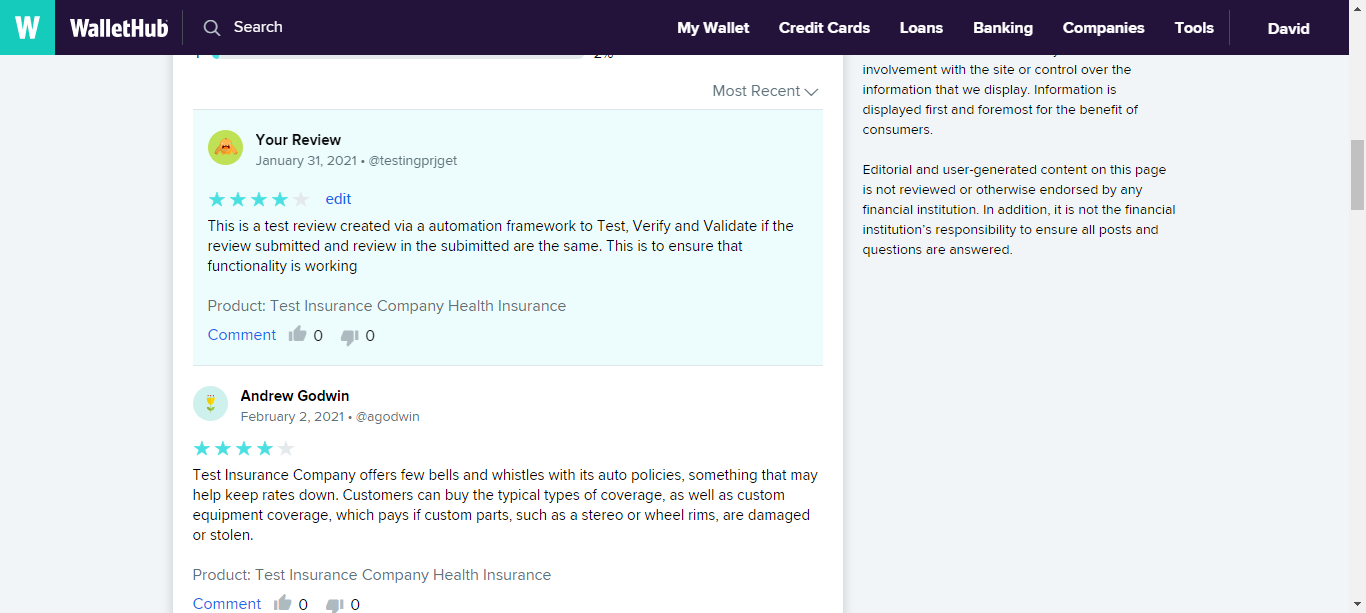 W WalletHub Search My Wallet Credit Cards Loans Banking Companies Tools David
2%
Most Recent
Your Review
January 31, 2021 • @testingprjget
edit
This is a test review created via a automation framework to Test, Verify and Validate if the
review submitted and review in the subimitted are the same. This is to ensure that
functionality is working
Product: Test Insurance Company Health Insurance
Comment 0 0
Andrew Godwin
February 2, 2021 • @agodwin
Test Insurance Company offers few bells and whistles with its auto policies, something that may
help keep rates down. Customers can buy the typical types of coverage, as well as custom
equipment coverage, which pays if custom parts, such as a stereo or wheel rims, are damaged
or stolen.
Product: Test Insurance Company Health Insurance
Comment 0 0
involvement with the site or control over the
information that we display. Information is
displayed first and foremost for the benefit of
consumers.
Editorial and user-generated content on this page
is not reviewed or otherwise endorsed by any
financial institution. In addition, it is not the financial
institution's responsibility to ensure all posts and
questions are answered.